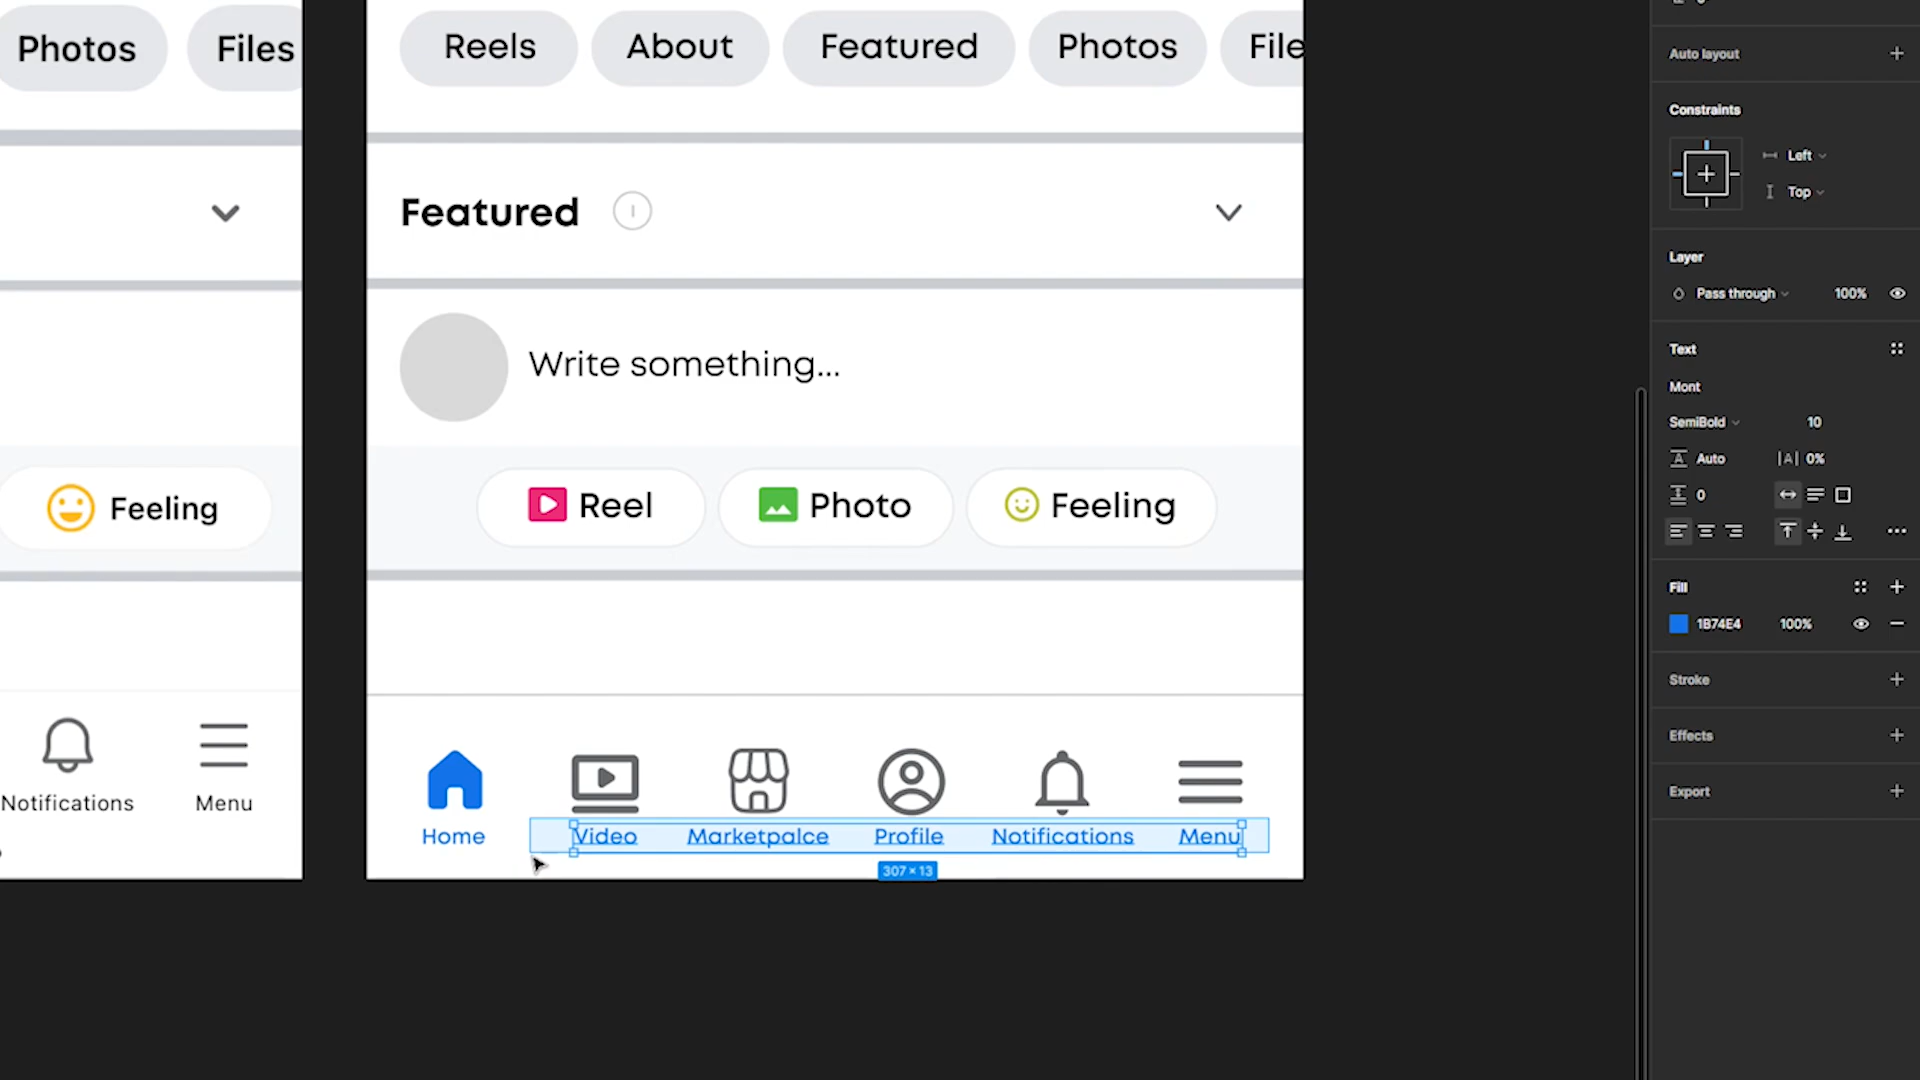 Photos Files
Reels About Featured Photos File
Featured
Write something...
Feeling
Reel Photo Feeling
Notifications Menu
Home Video Marketpalce Profile Notifications Menu
307 × 13
Auto layout
Constraints
Left
Top
Layer
Pass through 100%
Text
Mont
SemiBold 10
Auto |A| 0%
0
Fill
1B74E4 100%
Stroke
Effects
Export